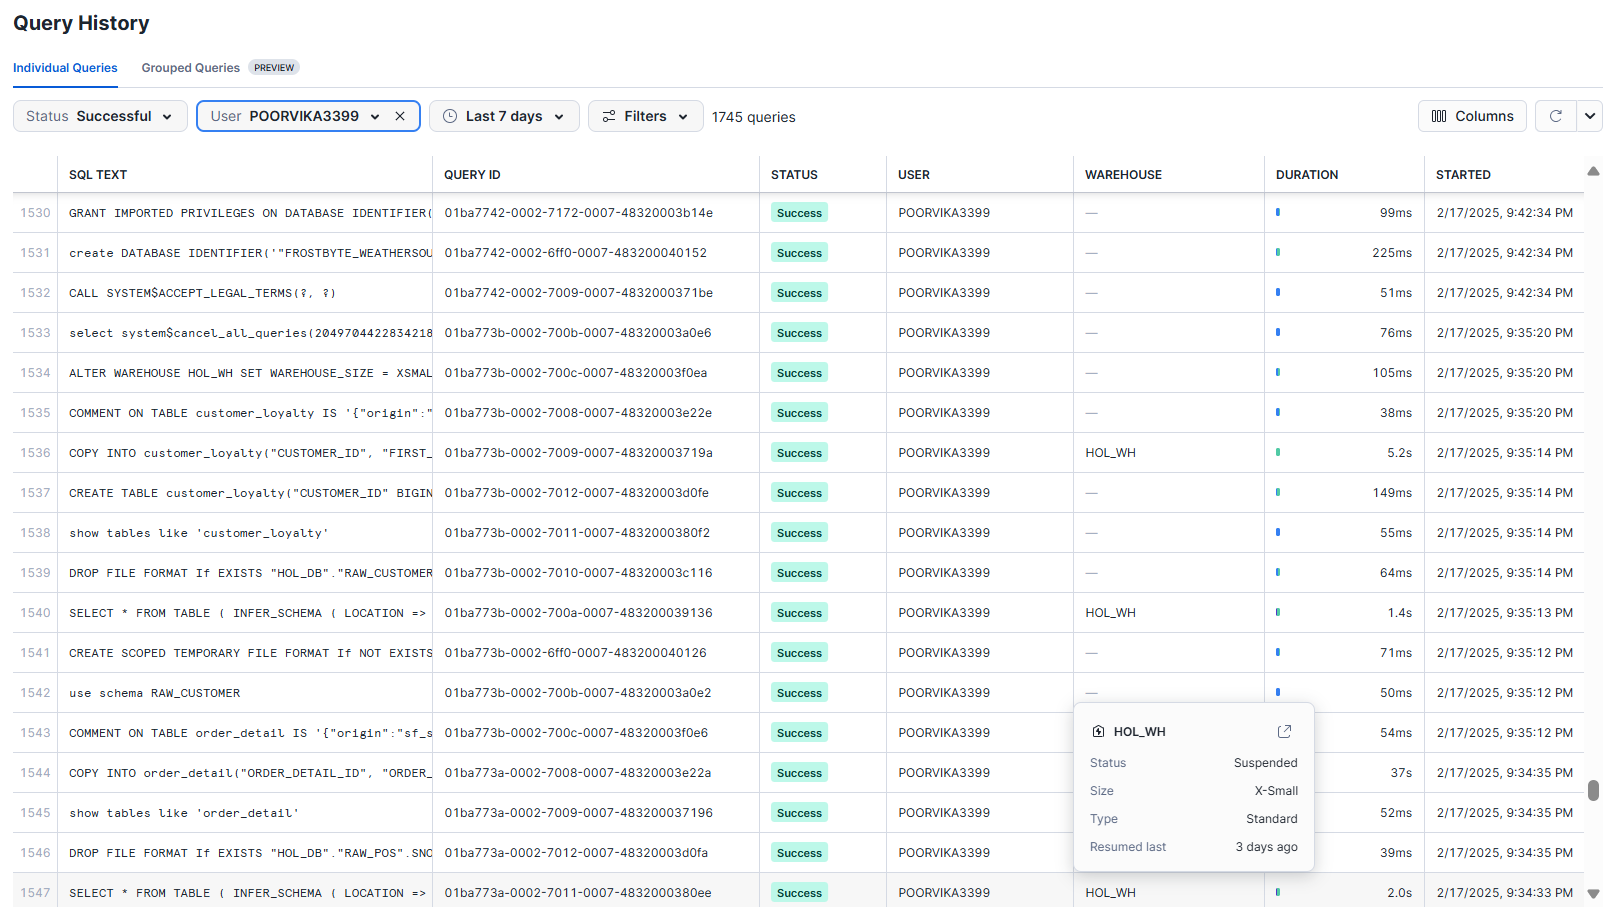 Query History
Individual Queries Grouped Queries PREVIEW
Status Successful User POORVIKA3399 Last 7 days Filters 1745 queries Columns
SQL TEXT QUERY ID STATUS USER WAREHOUSE DURATION STARTED
1530 GRANT IMPORTED PRIVILEGES ON DATABASE IDENTIFIER( 01ba7742-0002-7172-0007-48320003b14e Success POORVIKA3399 — 99ms 2/17/2025, 9:42:34 PM
1531 create DATABASE IDENTIFIER('"FROSTBYTE_WEATHERSOU 01ba7742-0002-6ff0-0007-483200040152 Success POORVIKA3399 — 225ms 2/17/2025, 9:42:34 PM
1532 CALL SYSTEM$ACCEPT_LEGAL_TERMS(?, ?) 01ba7742-0002-7009-0007-4832000371be Success POORVIKA3399 — 51ms 2/17/2025, 9:42:34 PM
1533 select system$cancel_all_queries(2049704422834218 01ba773b-0002-700b-0007-48320003a0e6 Success POORVIKA3399 — 76ms 2/17/2025, 9:35:20 PM
1534 ALTER WAREHOUSE HOL_WH SET WAREHOUSE_SIZE = XSMAL 01ba773b-0002-700c-0007-48320003f0ea Success POORVIKA3399 — 105ms 2/17/2025, 9:35:20 PM
1535 COMMENT ON TABLE customer_loyalty IS '{"origin":" 01ba773b-0002-7008-0007-48320003e22e Success POORVIKA3399 — 38ms 2/17/2025, 9:35:20 PM
1536 COPY INTO customer_loyalty("CUSTOMER_ID", "FIRST_ 01ba773b-0002-7009-0007-48320003719a Success POORVIKA3399 HOL_WH 5.2s 2/17/2025, 9:35:14 PM
1537 CREATE TABLE customer_loyalty("CUSTOMER_ID" BIGIN 01ba773b-0002-7012-0007-48320003d0fe Success POORVIKA3399 — 149ms 2/17/2025, 9:35:14 PM
1538 show tables like 'customer_loyalty' 01ba773b-0002-7011-0007-4832000380f2 Success POORVIKA3399 — 55ms 2/17/2025, 9:35:14 PM
1539 DROP FILE FORMAT If EXISTS "HOL_DB"."RAW_CUSTOMER 01ba773b-0002-7010-0007-48320003c116 Success POORVIKA3399 — 64ms 2/17/2025, 9:35:14 PM
1540 SELECT * FROM TABLE ( INFER_SCHEMA ( LOCATION => 01ba773b-0002-700a-0007-483200039136 Success POORVIKA3399 HOL_WH 1.4s 2/17/2025, 9:35:13 PM
1541 CREATE SCOPED TEMPORARY FILE FORMAT If NOT EXISTS 01ba773b-0002-6ff0-0007-483200040126 Success POORVIKA3399 — 71ms 2/17/2025, 9:35:12 PM
1542 use schema RAW_CUSTOMER 01ba773b-0002-700b-0007-48320003a0e2 Success POORVIKA3399 — 50ms 2/17/2025, 9:35:12 PM
1543 COMMENT ON TABLE order_detail IS '{"origin":"sf_s 01ba773b-0002-700c-0007-48320003f0e6 Success POORVIKA3399 54ms 2/17/2025, 9:35:12 PM
1544 COPY INTO order_detail("ORDER_DETAIL_ID", "ORDER_ 01ba773a-0002-7008-0007-48320003e22a Success POORVIKA3399 37s 2/17/2025, 9:34:35 PM
1545 show tables like 'order_detail' 01ba773a-0002-7009-0007-483200037196 Success POORVIKA3399 52ms 2/17/2025, 9:34:35 PM
1546 DROP FILE FORMAT If EXISTS "HOL_DB"."RAW_POS".SNO 01ba773a-0002-7012-0007-48320003d0fa Success POORVIKA3399 39ms 2/17/2025, 9:34:35 PM
1547 SELECT * FROM TABLE ( INFER_SCHEMA ( LOCATION => 01ba773a-0002-7011-0007-4832000380ee Success POORVIKA3399 HOL_WH 2.0s 2/17/2025, 9:34:33 PM
HOL_WH
Status Suspended
Size X-Small
Type Standard
Resumed last 3 days ago